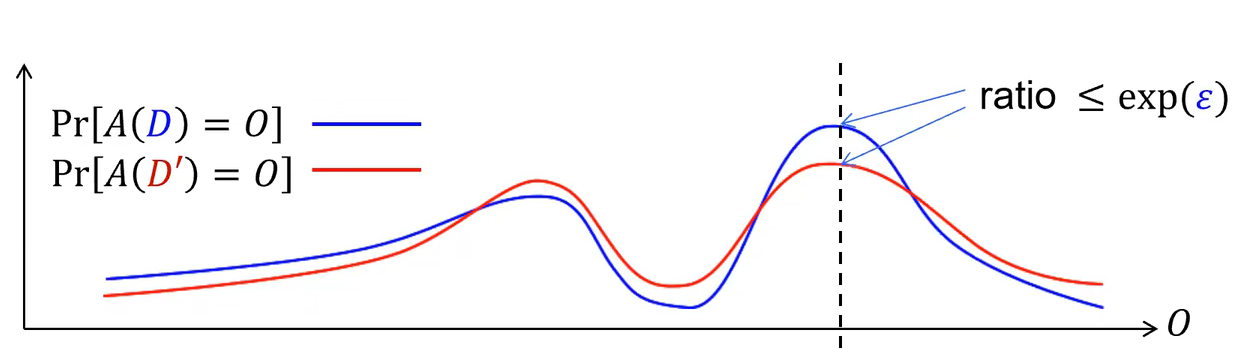 Pr[A(D) = O]
Pr[A(D′) = O]
ratio ≤ exp(ε)
O